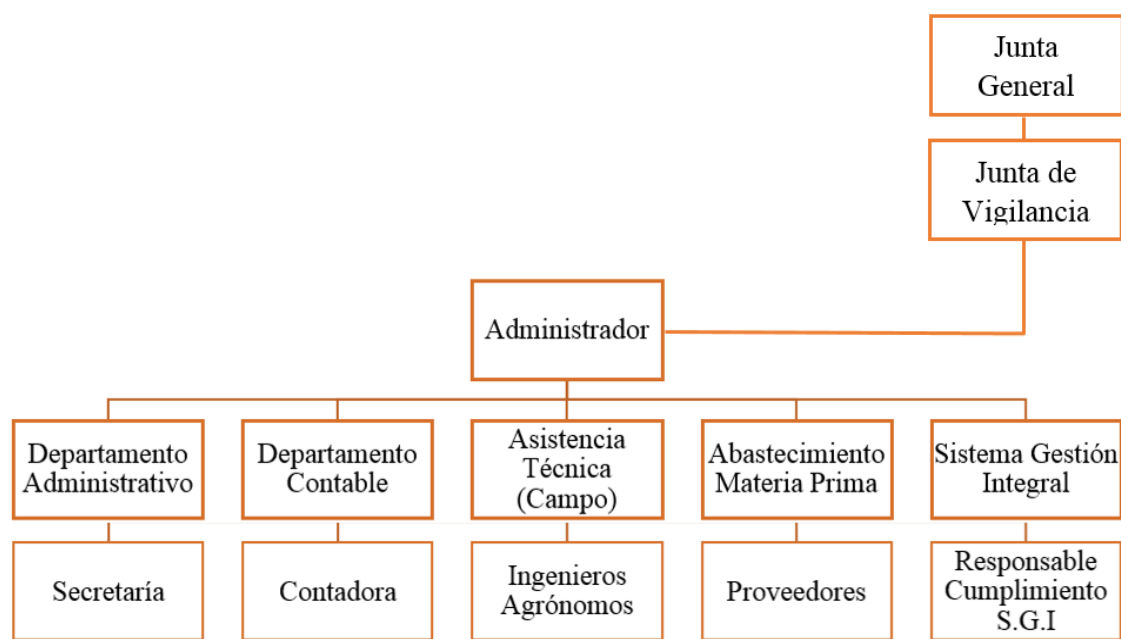 Junta
General
Junta de
Vigilancia
Administrador
Departamento
Administrativo
Departamento
Contable
Asistencia
Técnica
(Campo)
Abastecimiento
Materia Prima
Sistema Gestión
Integral
Secretaría
Contadora
Ingenieros
Agrónomos
Proveedores
Responsable
Cumplimiento
S.G.I